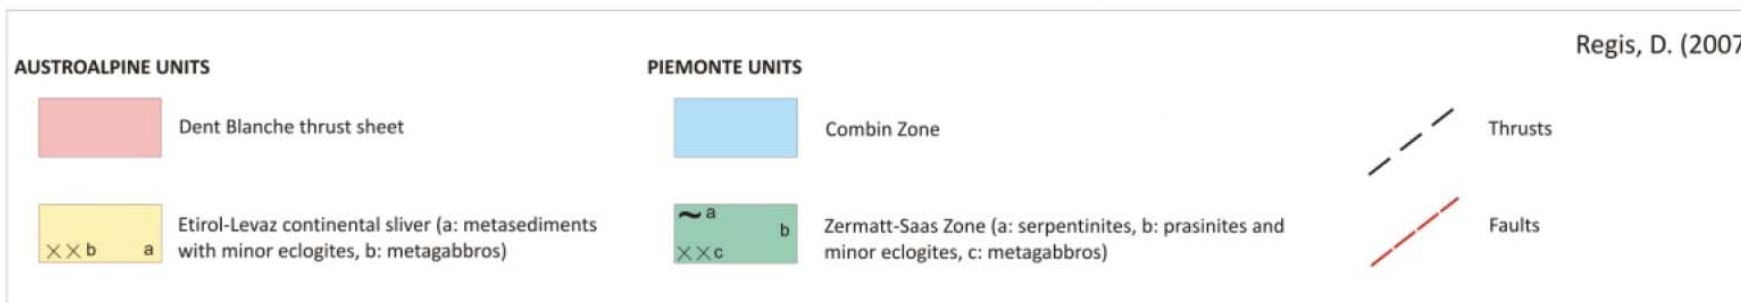 Regis, D. (2007
AUSTROALPINE UNITS
Dent Blanche thrust sheet
b a
Etirol-Levaz continental sliver (a: metasediments
with minor eclogites, b: metagabbros)
PIEMONTE UNITS
Combin Zone
a
b
c
Zermatt-Saas Zone (a: serpentinites, b: prasinites and
minor eclogites, c: metagabbros)
Thrusts
Faults